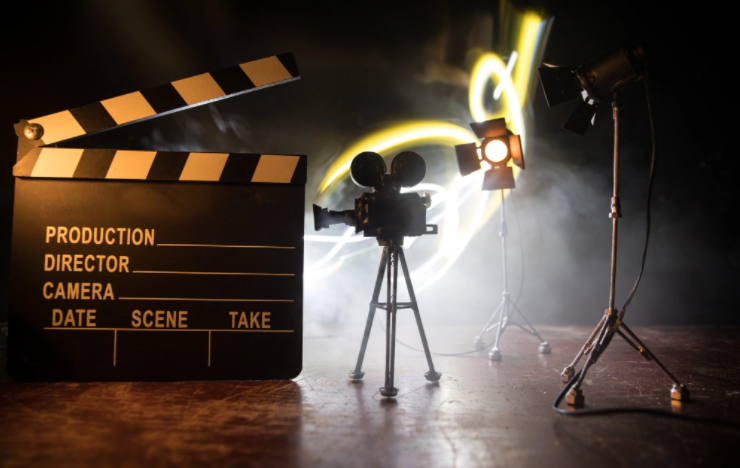 PRODUCTION
DIRECTOR
CAMERA
DATE SCENE TAKE